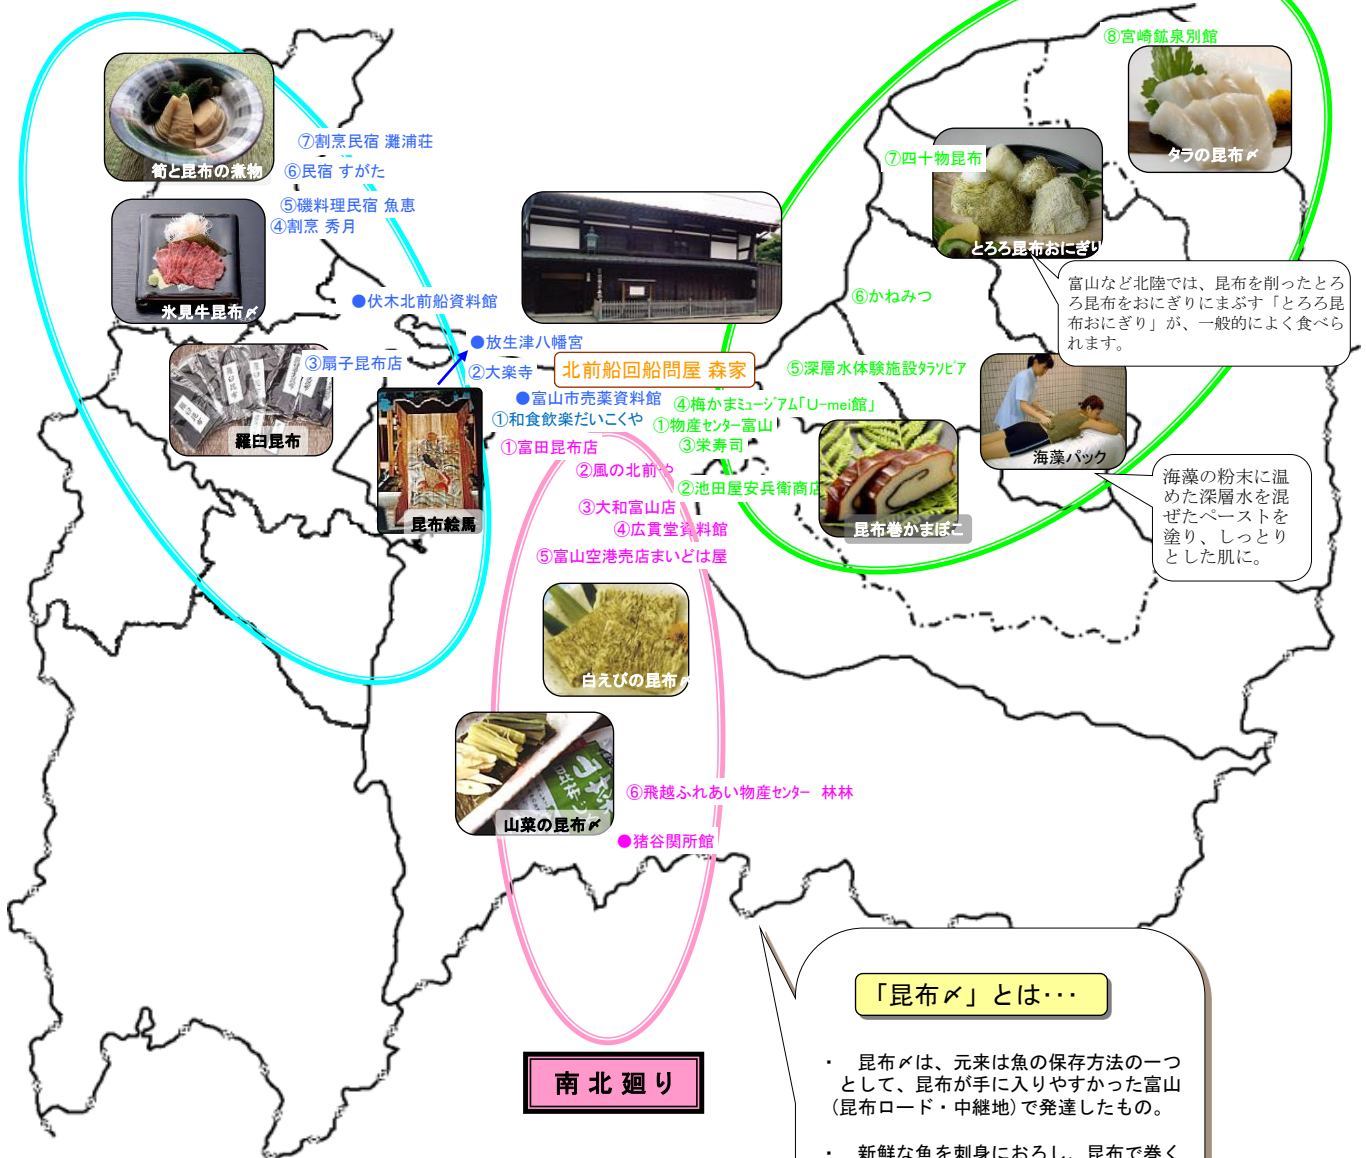 ⑧宮崎鉱泉別館
タラの昆布〆
筍と昆布の煮物
⑦割烹民宿 灘浦荘
⑥民宿 すがた
⑤磯料理民宿 魚恵
④割烹 秀月
氷見牛昆布〆
⑦四十物昆布
とろろ昆布おにぎり
富山など北陸では、昆布を削ったとろ
ろ昆布をおにぎりにまぶす「とろろ昆
布おにぎり」が、一般的によく食べら
れます。
⑥かねみつ
●伏木北前船資料館
●放生津八幡宮
③扇子昆布店
②大楽寺
北前船回船問屋 森家
⑤深層水体験施設タラソピア
●富山市売薬資料館
④梅かまミュージアム「U-mei館」
①和食飲楽だいこくや
①物産センター富山
羅臼昆布
①富田昆布店
③栄寿司
海藻パック
②風の北前や
②池田屋安兵衛商店
海藻の粉末に温
めた深層水を混
ぜたペーストを
塗り、しっとり
とした肌に。
③大和富山店
昆布絵馬
④広貫堂資料館
昆布巻かまぼこ
⑤富山空港売店まいどは屋
白えびの昆布〆
山菜の昆布〆
⑥飛越ふれあい物産センター 林林
●猪谷関所館
南北廻り
「昆布〆」とは･･･
・ 昆布〆は、元来は魚の保存方法の一つ
として、昆布が手に入りやすかった富山
(昆布ロード・中継地)で発達したもの。
・ 新鮮な魚を刺身におろし、昆布で巻く